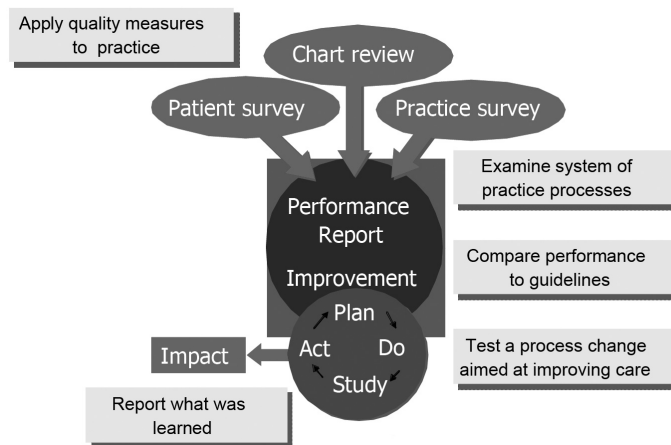 Apply quality measures
to practice
Chart review
Patient survey
Practice survey
Examine system of
practice processes
Performance
Report
Compare performance
to guidelines
Improvement
Plan
Act
Do
Study
Impact
Test a process change
aimed at improving care
Report what was
learned